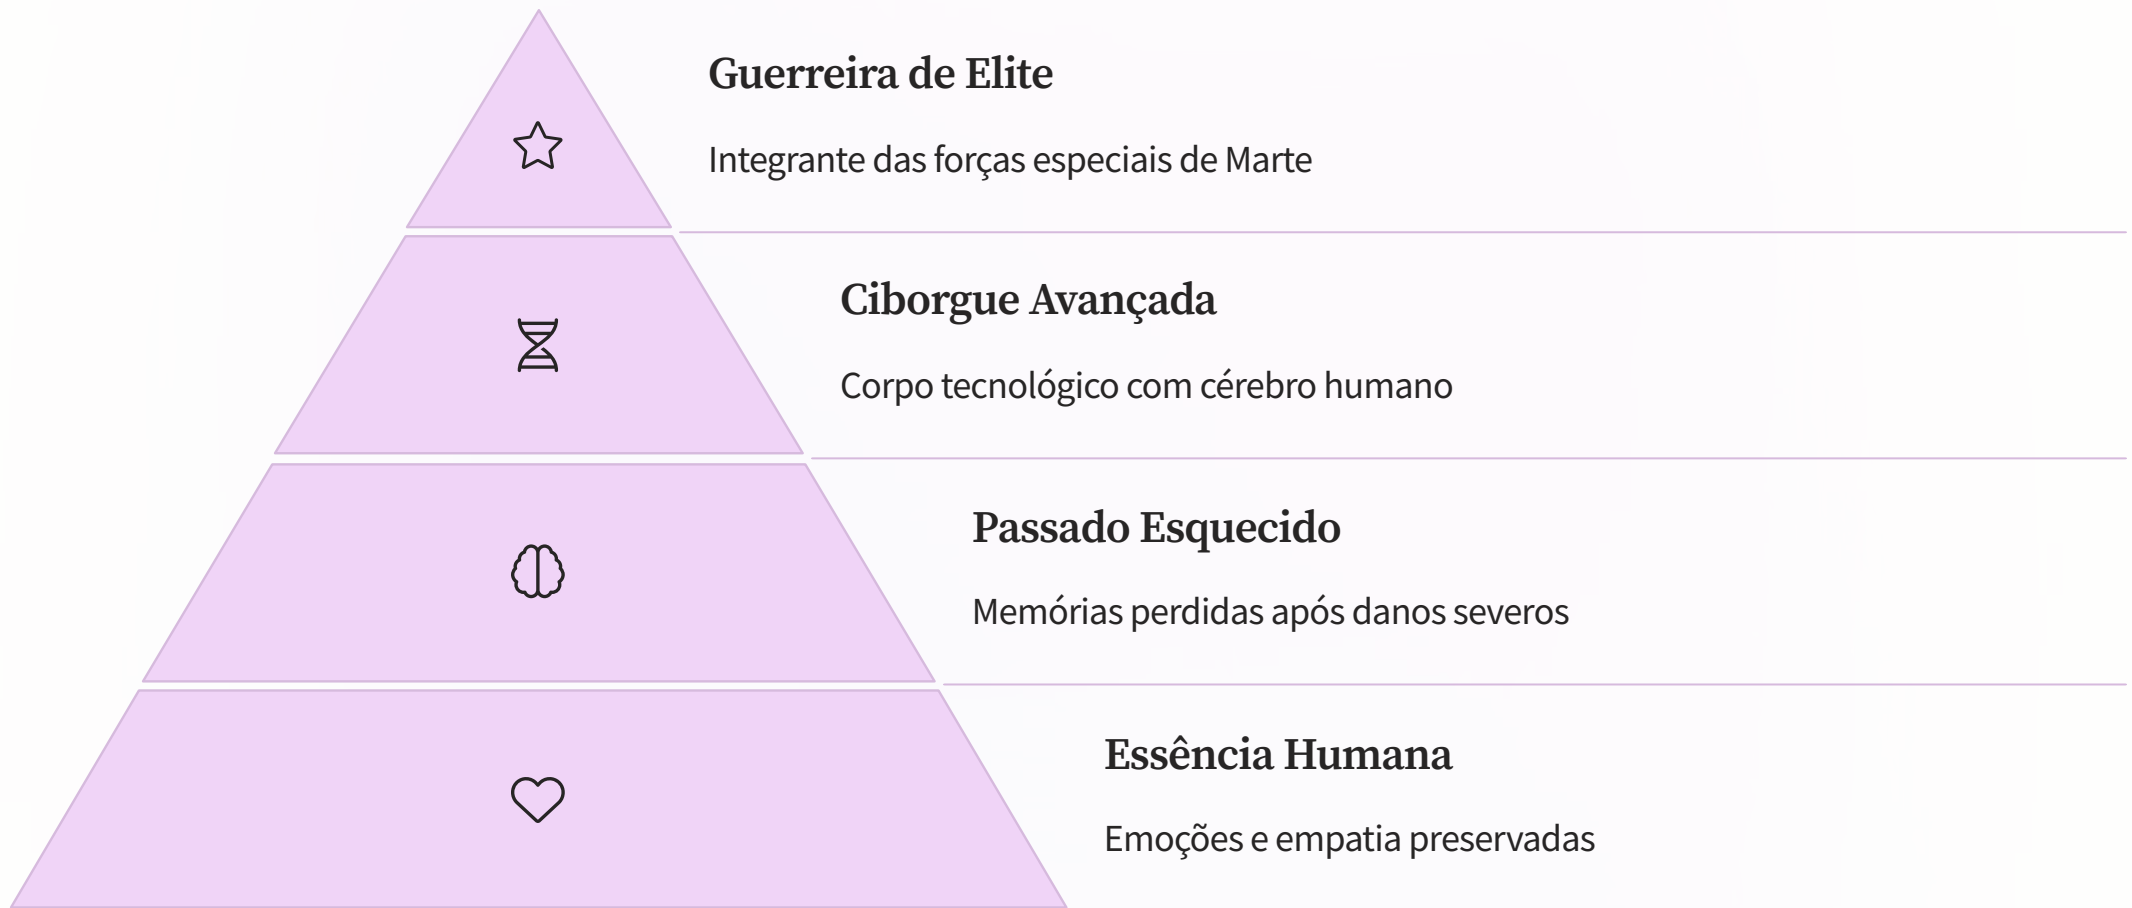 Guerreira de Elite
Integrante das forças especiais de Marte
Ciborgue Avançada
Corpo tecnológico com cérebro humano
Passado Esquecido
Memórias perdidas após danos severos
Essência Humana
Emoções e empatia preservadas